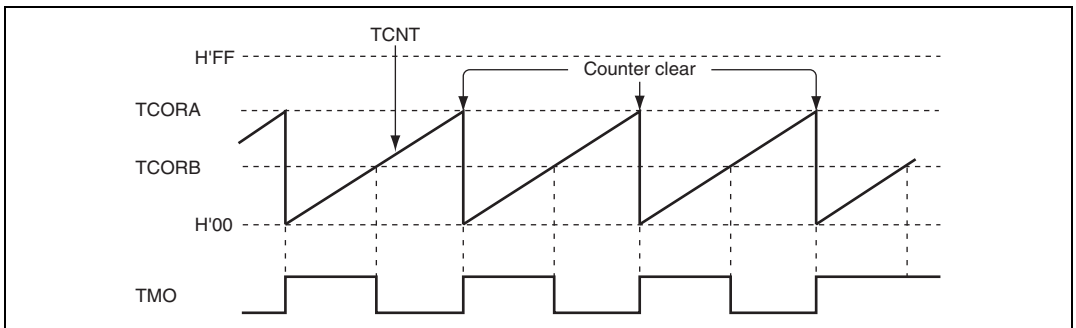 TCNT
H'FF
Counter clear
TCORA
TCORB
H'00
TMO